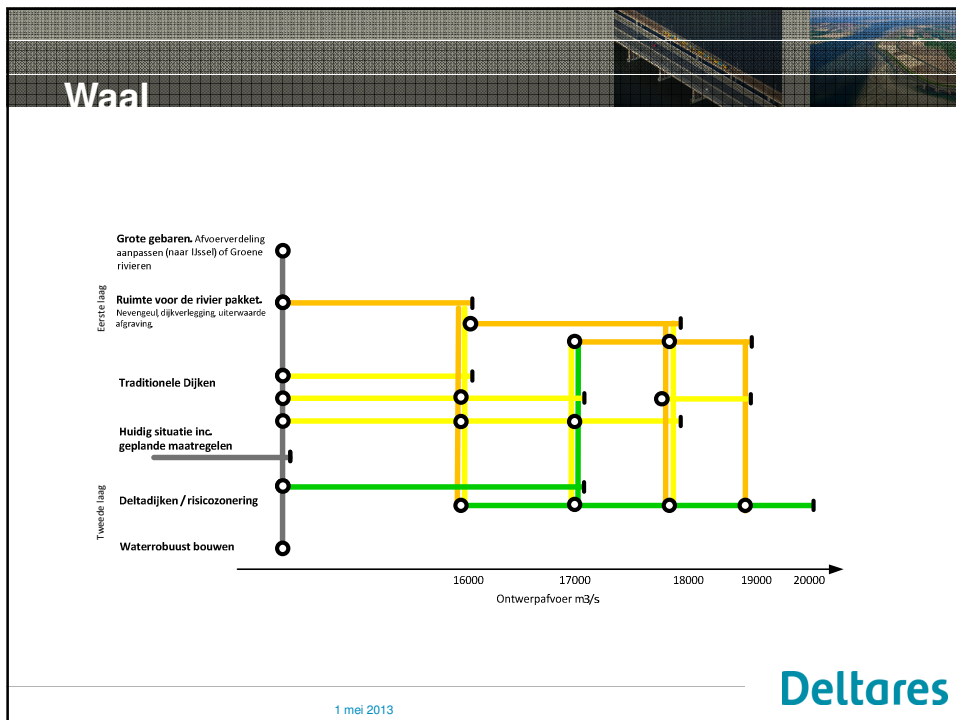 Waal
Grote gebaren. Afvoerverdeling
aanpassen (naar IJssel) of Groene
rivieren
Eerste laag
Ruimte voor de rivier pakket.
Nevengeul, dijkverlegging, uiterwaarde
afgraving,
Traditionele Dijken
Huidig situatie inc.
geplande maatregelen
Tweede laag
Deltadijken / risicozonering
Waterrobuust bouwen
16000 17000 18000 19000 20000
Ontwerpafvoer m3/s
Deltares
1 mei 2013